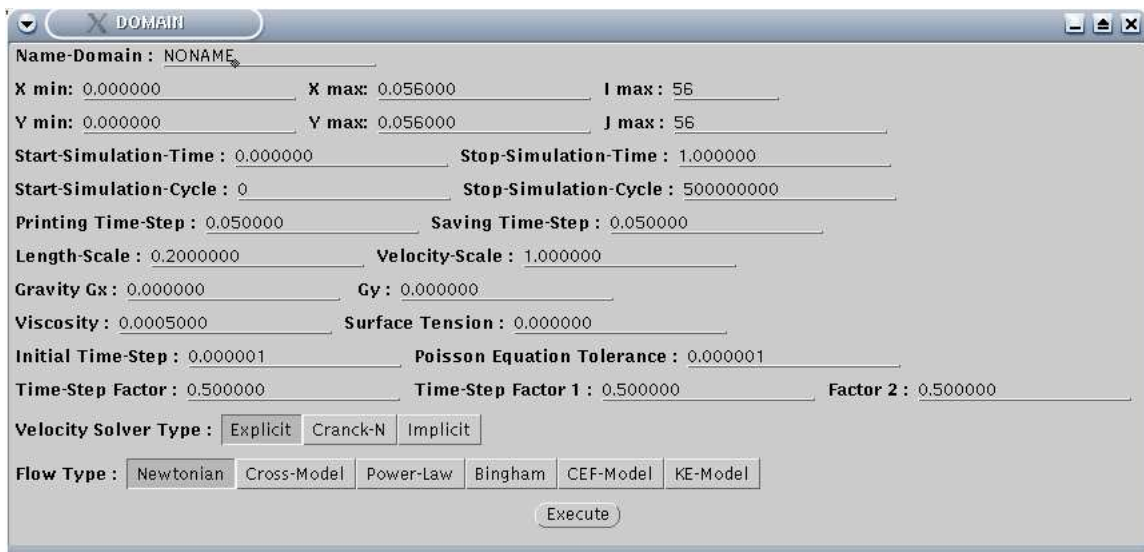 DOMAIN
Name-Domain : NONAME
X min: 0.000000 X max: 0.056000 I max : 56
Y min: 0.000000 Y max: 0.056000 J max : 56
Start-Simulation-Time : 0.000000 Stop-Simulation-Time : 1.000000
Start-Simulation-Cycle : 0 Stop-Simulation-Cycle : 500000000
Printing Time-Step : 0.050000 Saving Time-Step : 0.050000
Length-Scale : 0.2000000 Velocity-Scale : 1.000000
Gravity Gx : 0.000000 Gy : 0.000000
Viscosity : 0.0005000 Surface Tension : 0.000000
Initial Time-Step : 0.000001 Poisson Equation Tolerance : 0.000001
Time-Step Factor : 0.500000 Time-Step Factor 1 : 0.500000 Factor 2 : 0.500000
Velocity Solver Type : Explicit Cranck-N Implicit
Flow Type : Newtonian Cross-Model Power-Law Bingham CEF-Model KE-Model
Execute